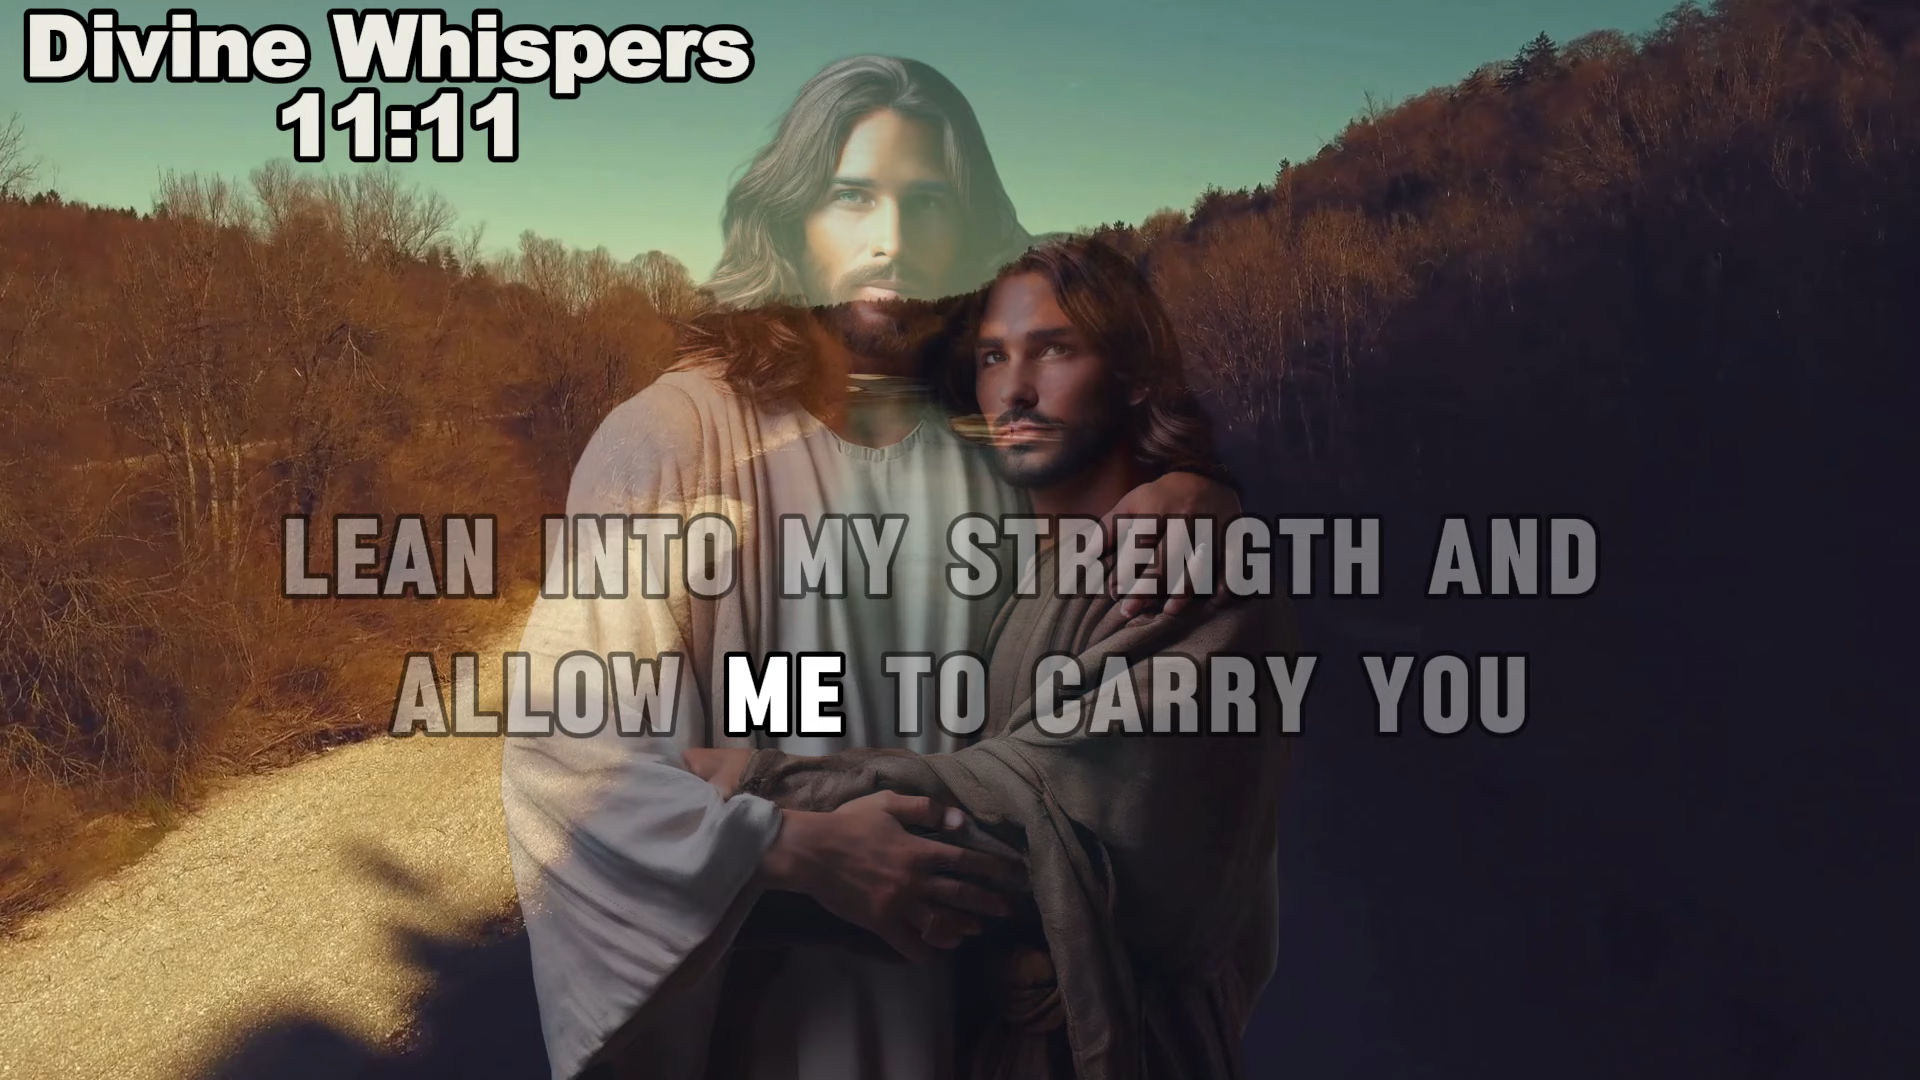 Divine Whispers
11:11
LEAN INTO MY STRENGTH AND
ALLOW ME TO CARRY YOU